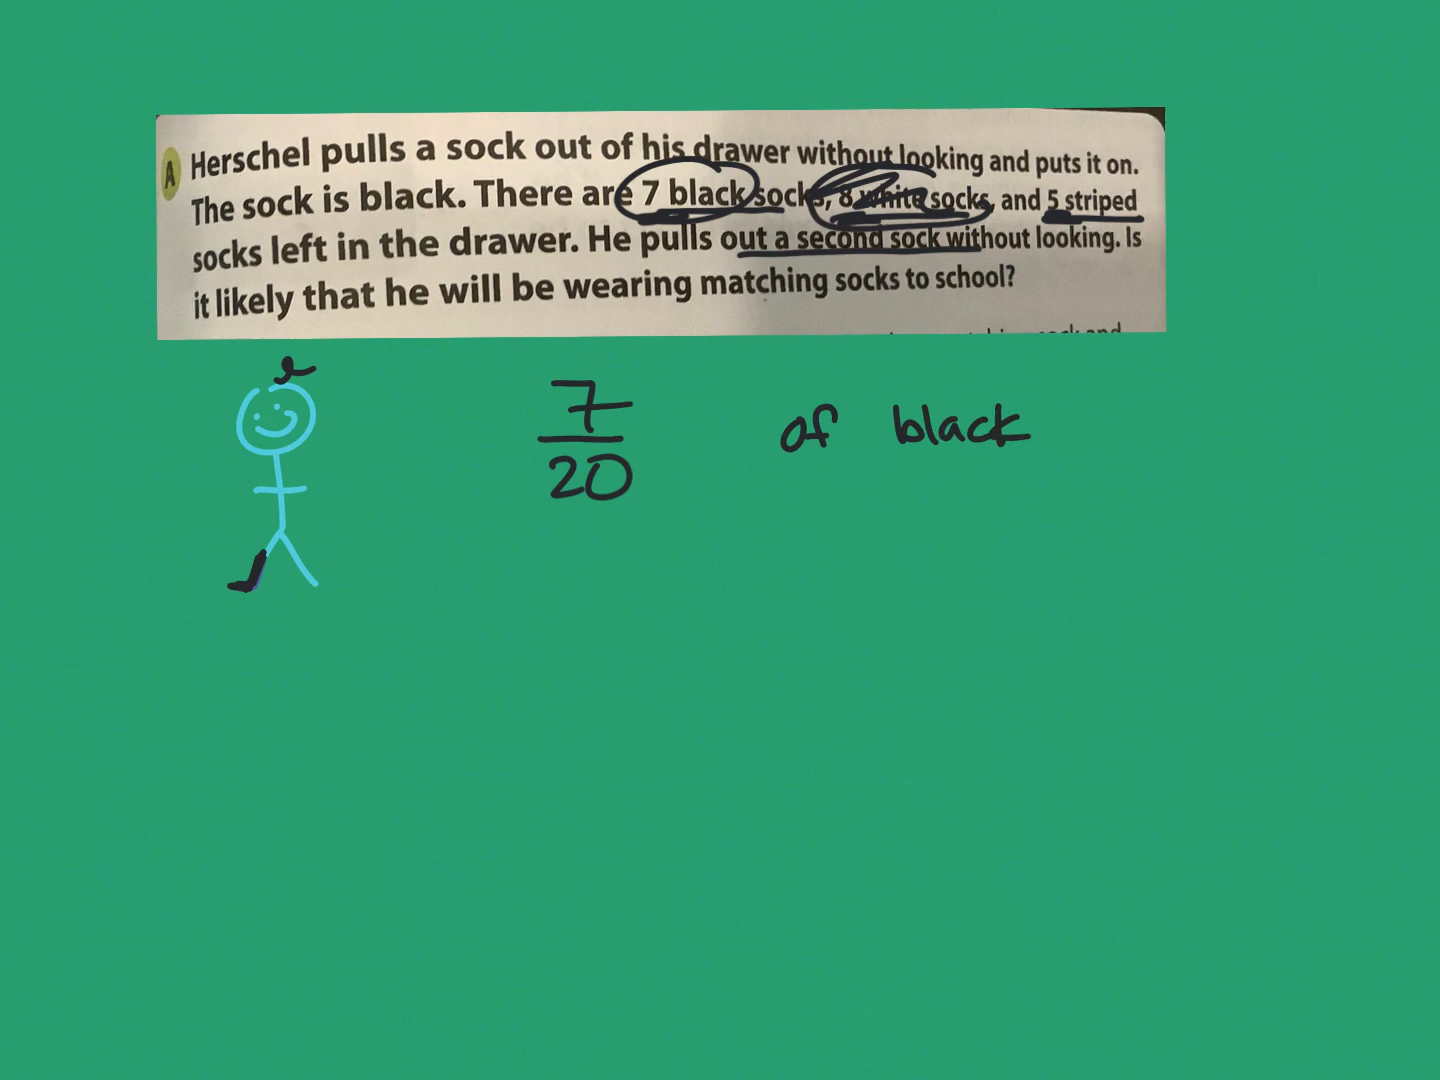 A Herschel pulls a sock out of his drawer without looking and puts it on.
The sock is black. There are 7 black socks, 8 white socks, and 5 striped
socks left in the drawer. He pulls out a second sock without looking. Is
it likely that he will be wearing matching socks to school?
sock and
7
20
of black